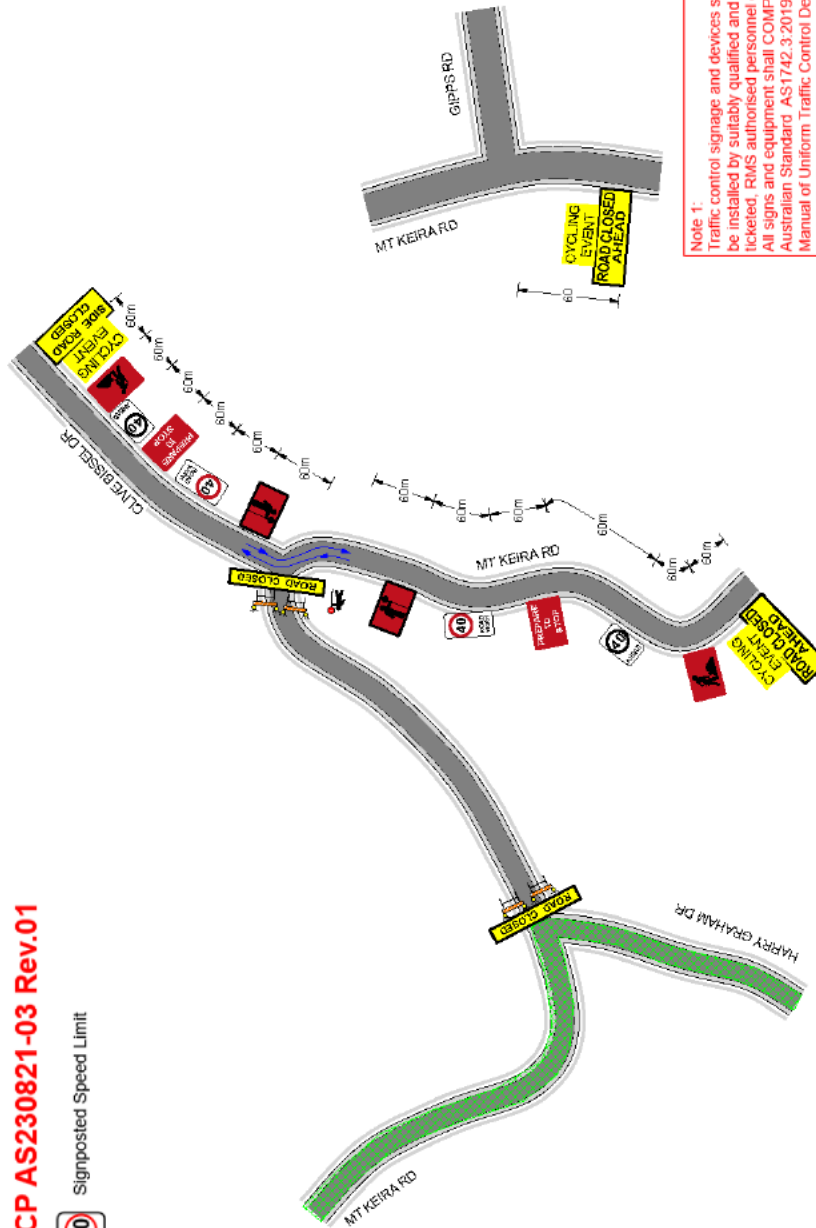 CP AS230821-03 Rev.01
Signposted Speed Limit
CLIVE BISSEL DR
SIDE ROAD
CLOSED
CYCLING
EVENT
40
PREPARE
TO
STOP
40
ROAD
WORK
ROAD CLOSED
60m
60m
60m
60m
60m
60m
60m
60m
60m
60m
60m
60m
MT KEIRA RD
40
ROAD
WORK
PREPARE
TO
STOP
40
CYCLING
EVENT
ROAD CLOSED
AHEAD
ROAD CLOSED
HARRY GRAHAM DR
MT KEIRA RD
GIPPS RD
MT KEIRA RD
CYCLING
EVENT
ROAD CLOSED
AHEAD
60
Note 1:
Traffic control signage and devices s
be installed by suitably qualified and
ticketed, RMS authorised personnel
All signs and equipment shall COMP
Australian Standard AS1742.3:2019
Manual of Uniform Traffic Control De